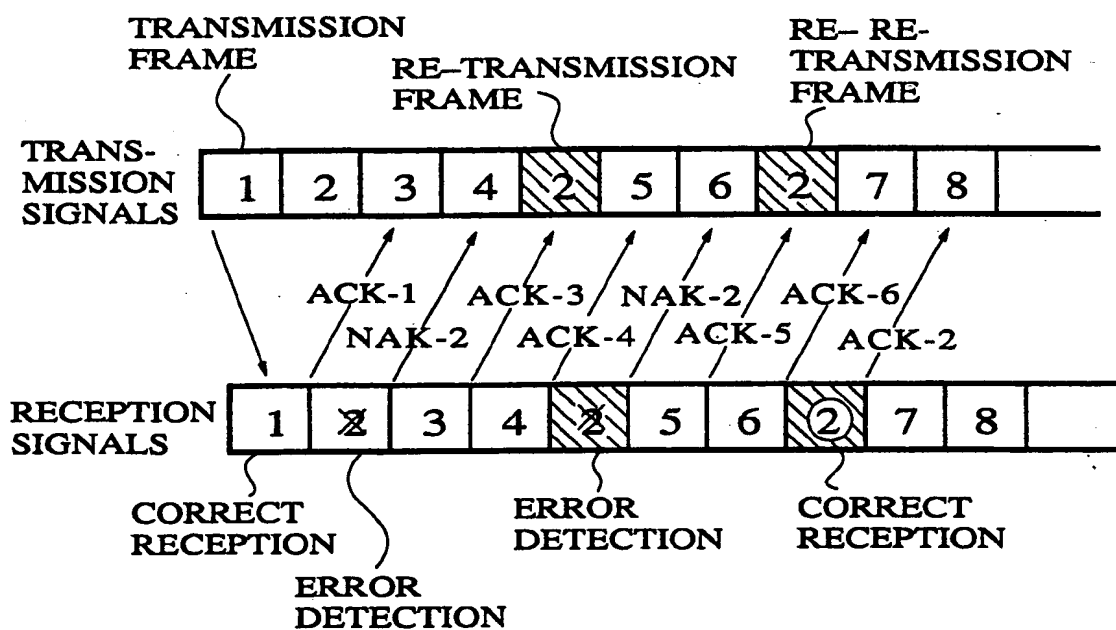 TRANSMISSION
FRAME
RE–TRANSMISSION
FRAME
RE– RE-
TRANSMISSION
FRAME
TRANS-
MISSION
SIGNALS
1 2 3 4 2 5 6 2 7 8
ACK-1
NAK-2
ACK-3
ACK-4
NAK-2
ACK-5
ACK-6
ACK-2
RECEPTION
SIGNALS
1 2 3 4 2 5 6 2 7 8
CORRECT
RECEPTION
ERROR
DETECTION
ERROR
DETECTION
CORRECT
RECEPTION